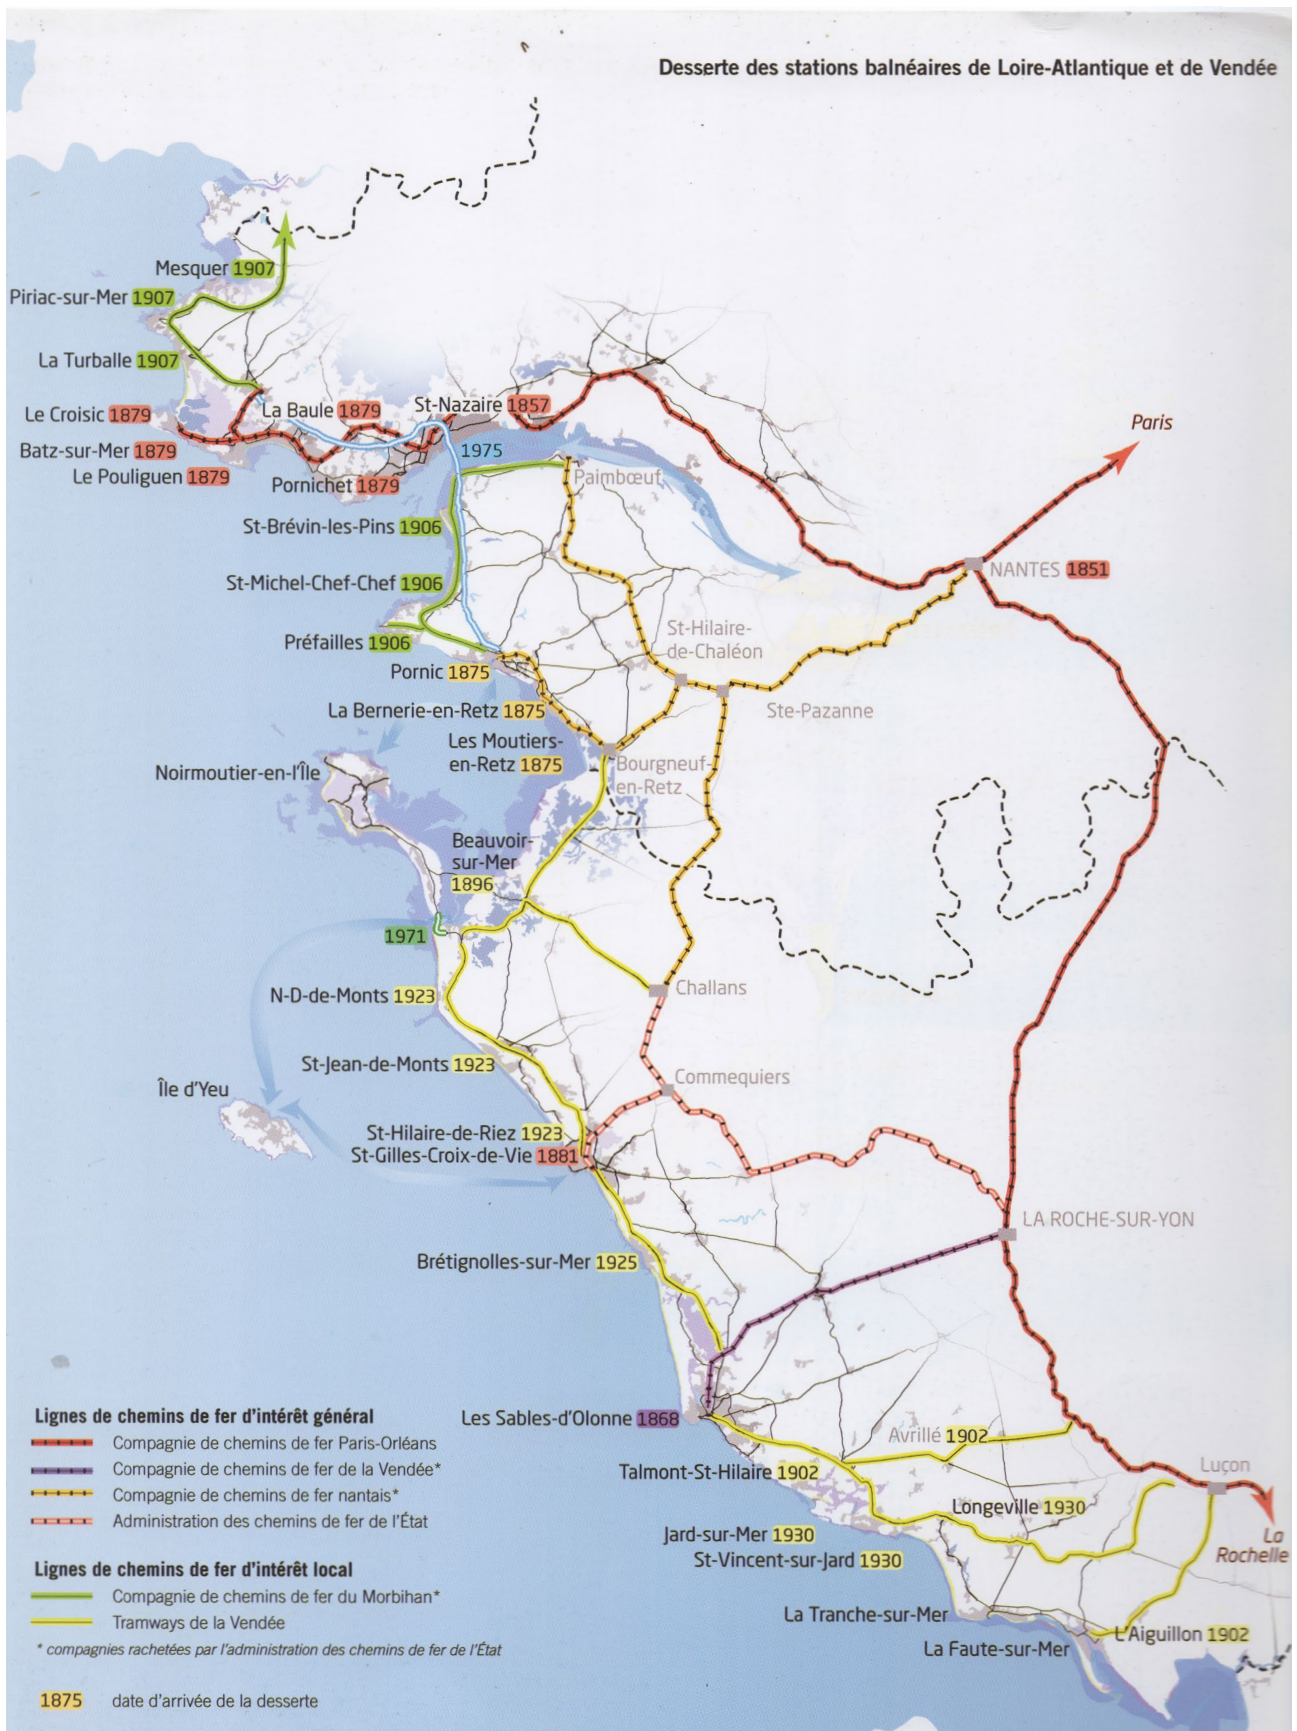 Desserte des stations balnéaires de Loire-Atlantique et de Vendée
Mesquer 1907
Piriac-sur-Mer 1907
La Turballe 1907
Le Croisic 1879
La Baule 1879
St-Nazaire 1857
Batz-sur-Mer 1879
Le Pouliguen 1879
Pornichet 1879
1975
Paimbœuf
Paris
St-Brévin-les-Pins 1906
NANTES 1851
St-Michel-Chef-Chef 1906
Préfailles 1906
St-Hilaire-
de-Chaléon
Pornic 1875
La Bernerie-en-Retz 1875
Ste-Pazanne
Les Moutiers-
en-Retz 1875
Bourgneuf-
en-Retz
Noirmoutier-en-l'Île
Beauvoir-
sur-Mer
1896
1971
N-D-de-Monts 1923
Challans
St-Jean-de-Monts 1923
Commequiers
Île d'Yeu
St-Hilaire-de-Riez 1923
St-Gilles-Croix-de-Vie 1881
LA ROCHE-SUR-YON
Brétignolles-sur-Mer 1925
Les Sables-d'Olonne 1868
Avrillé 1902
Talmont-St-Hilaire 1902
Luçon
Longeville 1930
Jard-sur-Mer 1930
St-Vincent-sur-Jard 1930
La
Rochelle
La Tranche-sur-Mer
La Faute-sur-Mer
L'Aiguillon 1902
Lignes de chemins de fer d'intérêt général
Compagnie de chemins de fer Paris-Orléans
Compagnie de chemins de fer de la Vendée*
Compagnie de chemins de fer nantais*
Administration des chemins de fer de l'État
Lignes de chemins de fer d'intérêt local
Compagnie de chemins de fer du Morbihan*
Tramways de la Vendée
* compagnies rachetées par l'administration des chemins de fer de l'État
1875 date d'arrivée de la desserte